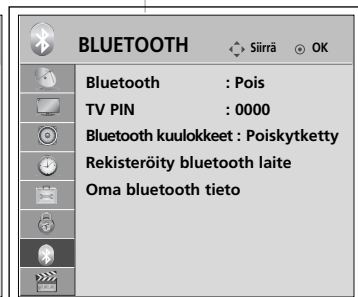 BLUETOOTH Siirrä OK
Bluetooth : Pois
TV PIN : 0000
Bluetooth kuulokkeet : Poiskytketty
Rekisteröity bluetooth laite
Oma bluetooth tieto